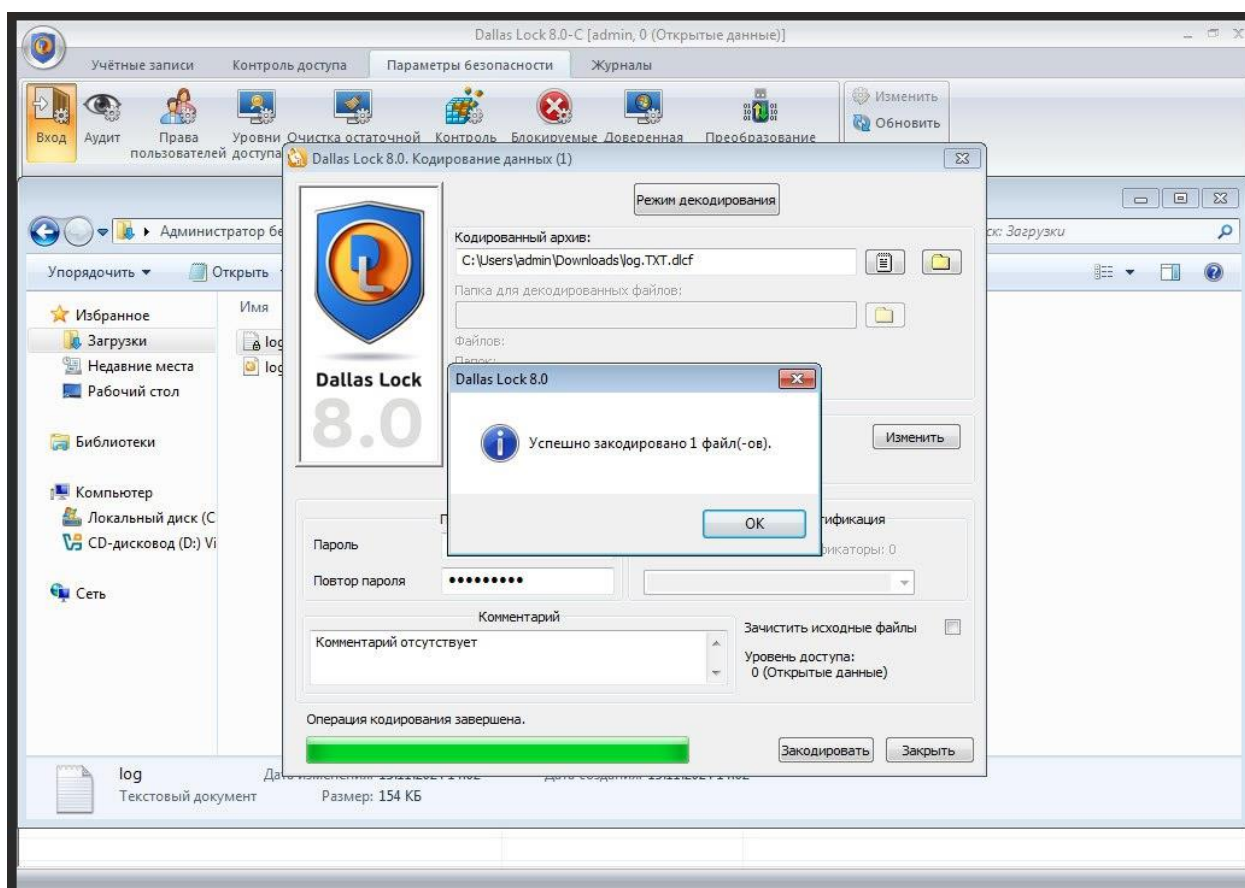 Dallas Lock 8.0-C [admin, 0 (Открытые данные)]
Учётные записи Контроль доступа Параметры безопасности Журналы
Вход Аудит Права пользователей Уровни доступа Очистка остаточной Контроль Блокируемые Доверенная Преобразование
Изменить
Обновить
Dallas Lock 8.0. Кодирование данных (1)
Режим декодирования
Администратор
Загрузки
Кодированный архив:
C:\Users\admin\Downloads\log.TXT.dlcf
Упорядочить Открыть
Папка для декодированных файлов:
Имя
Избранное
Загрузки
Недавние места
Рабочий стол
Библиотеки
Компьютер
Локальный диск (C
CD-дисковод (D:) Vi
Сеть
log
log
Файлов:
Dallas Lock
8.0
Dallas Lock 8.0
Успешно закодировано 1 файл(-ов).
OK
Изменить
Пароль
Повтор пароля
Комментарий
Комментарий отсутствует
Зачистить исходные файлы
Уровень доступа:
0 (Открытые данные)
Операция кодирования завершена.
Закодировать Закрыть
log
Текстовый документ Размер: 154 КБ